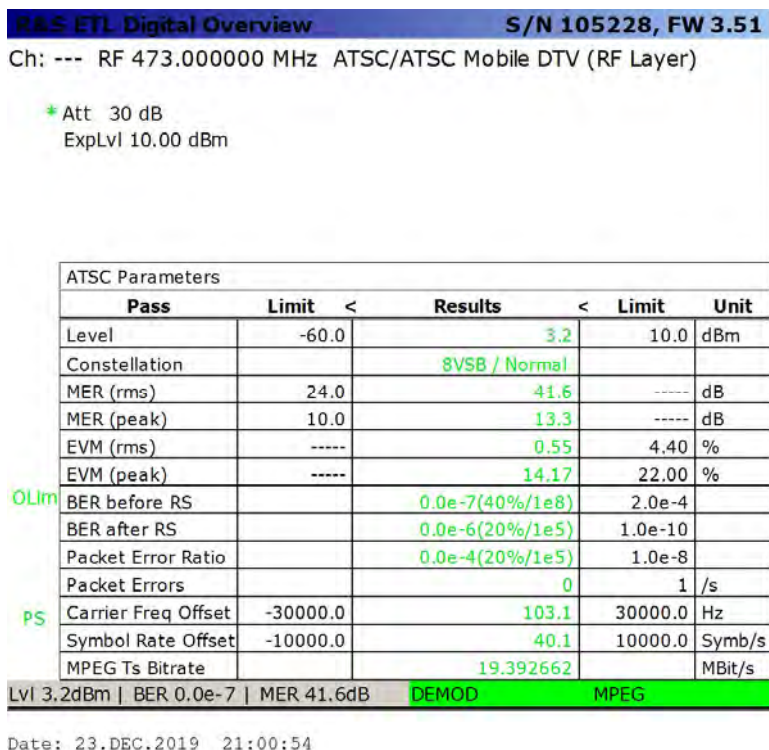 R&S ETL Digital Overview S/N 105228, FW 3.51
Ch: --- RF 473.000000 MHz ATSC/ATSC Mobile DTV (RF Layer)
* Att 30 dB
ExpLvl 10.00 dBm
ATSC Parameters
Pass Limit < Results < Limit Unit
Level -60.0 3.2 10.0 dBm
Constellation 8VSB / Normal
MER (rms) 24.0 41.6 ----- dB
MER (peak) 10.0 13.3 ----- dB
EVM (rms) ----- 0.55 4.40 %
EVM (peak) ----- 14.17 22.00 %
OLim BER before RS 0.0e-7(40%/1e8) 2.0e-4
BER after RS 0.0e-6(20%/1e5) 1.0e-10
Packet Error Ratio 0.0e-4(20%/1e5) 1.0e-8
Packet Errors 0 1 /s
PS Carrier Freq Offset -30000.0 103.1 30000.0 Hz
Symbol Rate Offset -10000.0 40.1 10000.0 Symb/s
MPEG Ts Bitrate 19.392662 MBit/s
Lvl 3.2dBm | BER 0.0e-7 | MER 41.6dB DEMOD MPEG
Date: 23.DEC.2019 21:00:54